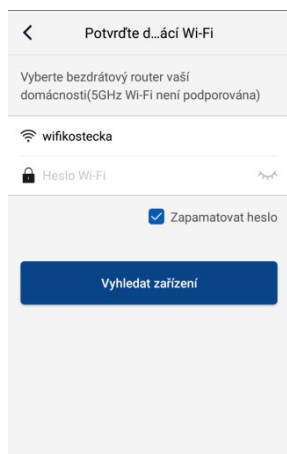 Potvrďte d...ácí Wi-Fi
Vyberte bezdrátový router vaší
domácnosti(5GHz Wi-Fi není podporována)
wifikostecka
Heslo Wi-Fi
Zapamatovat heslo
Vyhledat zařízení